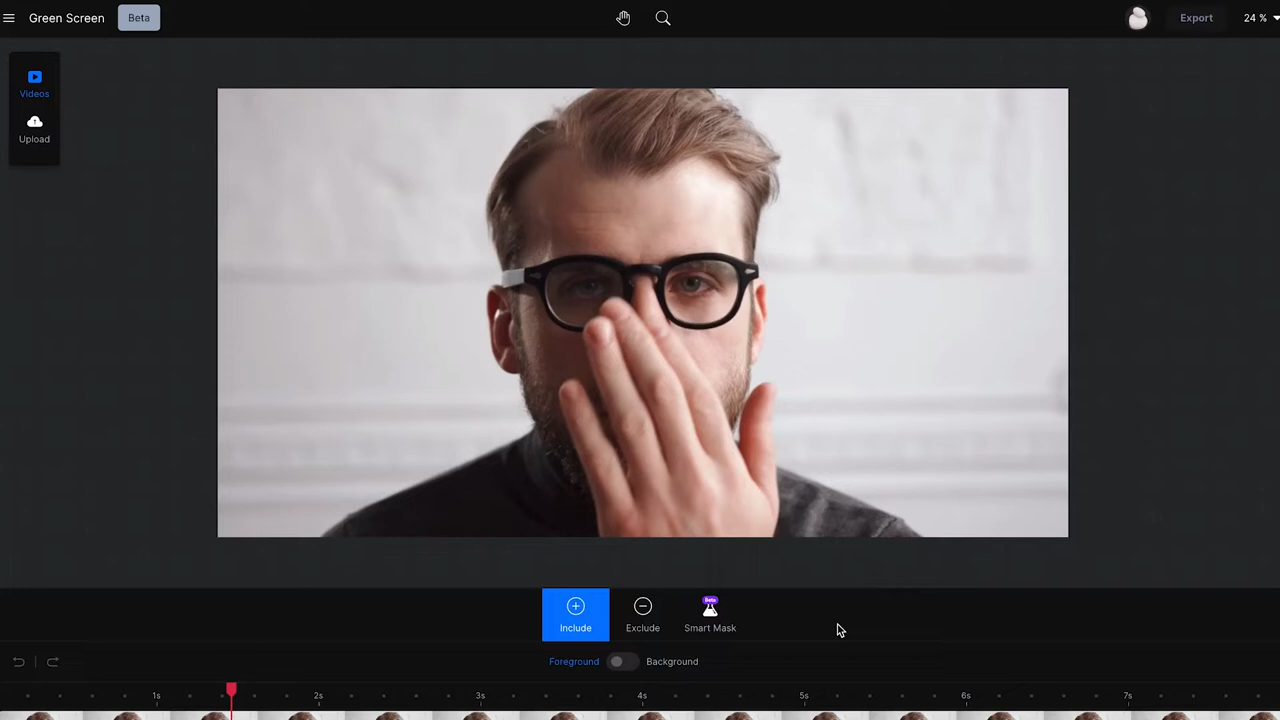 Green Screen Beta Export 24 %
Videos
Upload
Beta
Include Exclude Smart Mask
Foreground Background
1s 2s 3s 4s 5s 6s 7s